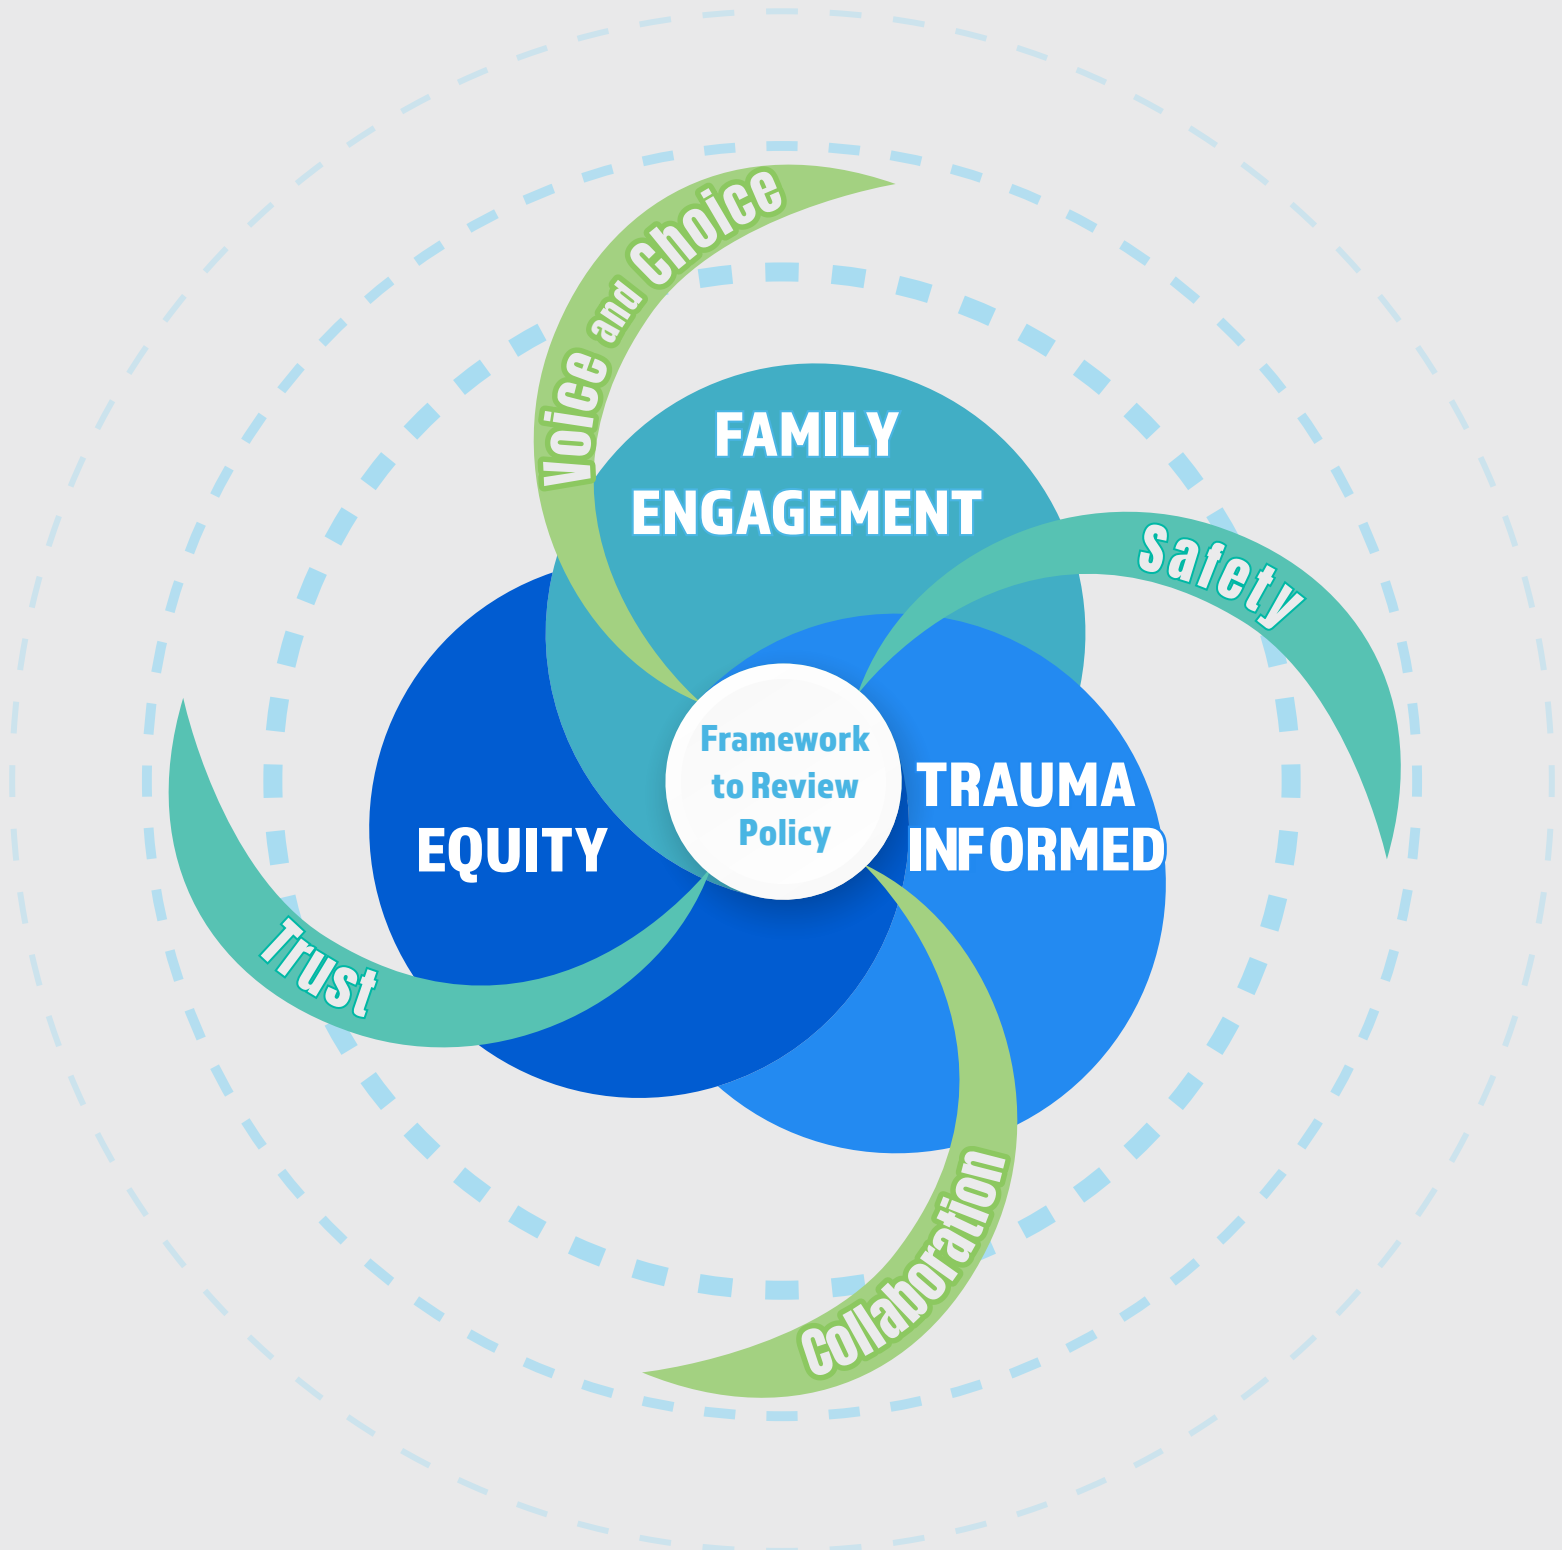 Voice and Choice
FAMILY
ENGAGEMENT
Safety
Framework
to Review
Policy
TRAUMA
INFORMED
EQUITY
Trust
Collaboration